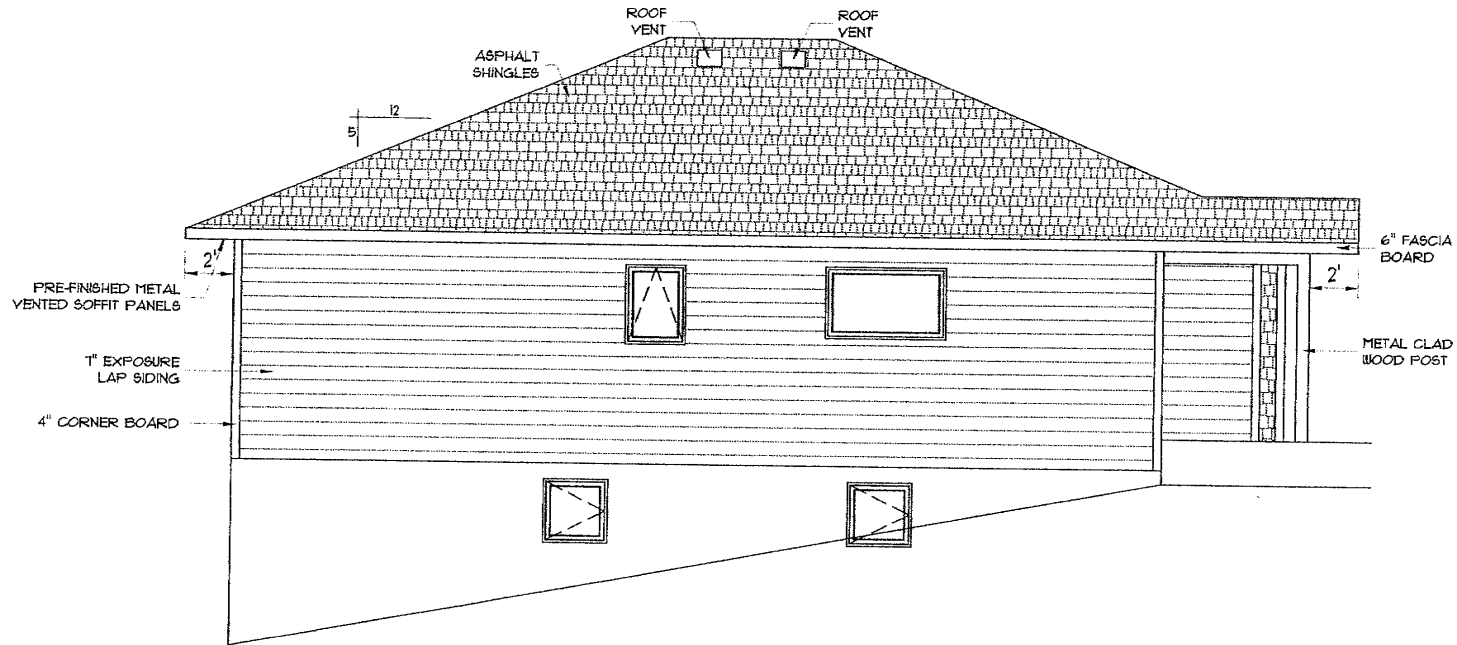 ROOF
VENT
ROOF
VENT
ASPHALT
SHINGLES
12
5
2'
6" FASCIA
BOARD
2'
PRE-FINISHED METAL
VENTED SOFFIT PANELS
METAL CLAD
WOOD POST
7" EXPOSURE
LAP SIDING
4" CORNER BOARD